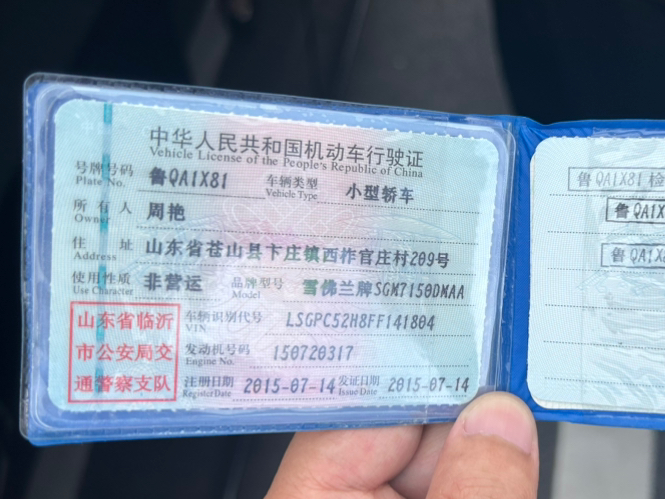 中华人民共和国机动车行驶证
Vehicle License of the People's Republic of China
号牌号码 鲁QA1X81 车辆类型 小型轿车
Plate No. Vehicle Type
所有人 周艳
Owner
住址 山东省苍山县卞庄镇西柞官庄村209号
Address
使用性质 非营运 品牌型号 雪佛兰牌SGM7150DMAA
Use Character Model
山东省临沂
市公安局交
通警察支队
车辆识别代号 LSGPC52H8FF141804
VIN
发动机号码 150720317
Engine No.
注册日期 2015-07-14 发证日期 2015-07-14
Register Date Issue Date
鲁QA1X81 检
鲁QA1X
鲁QA1X8